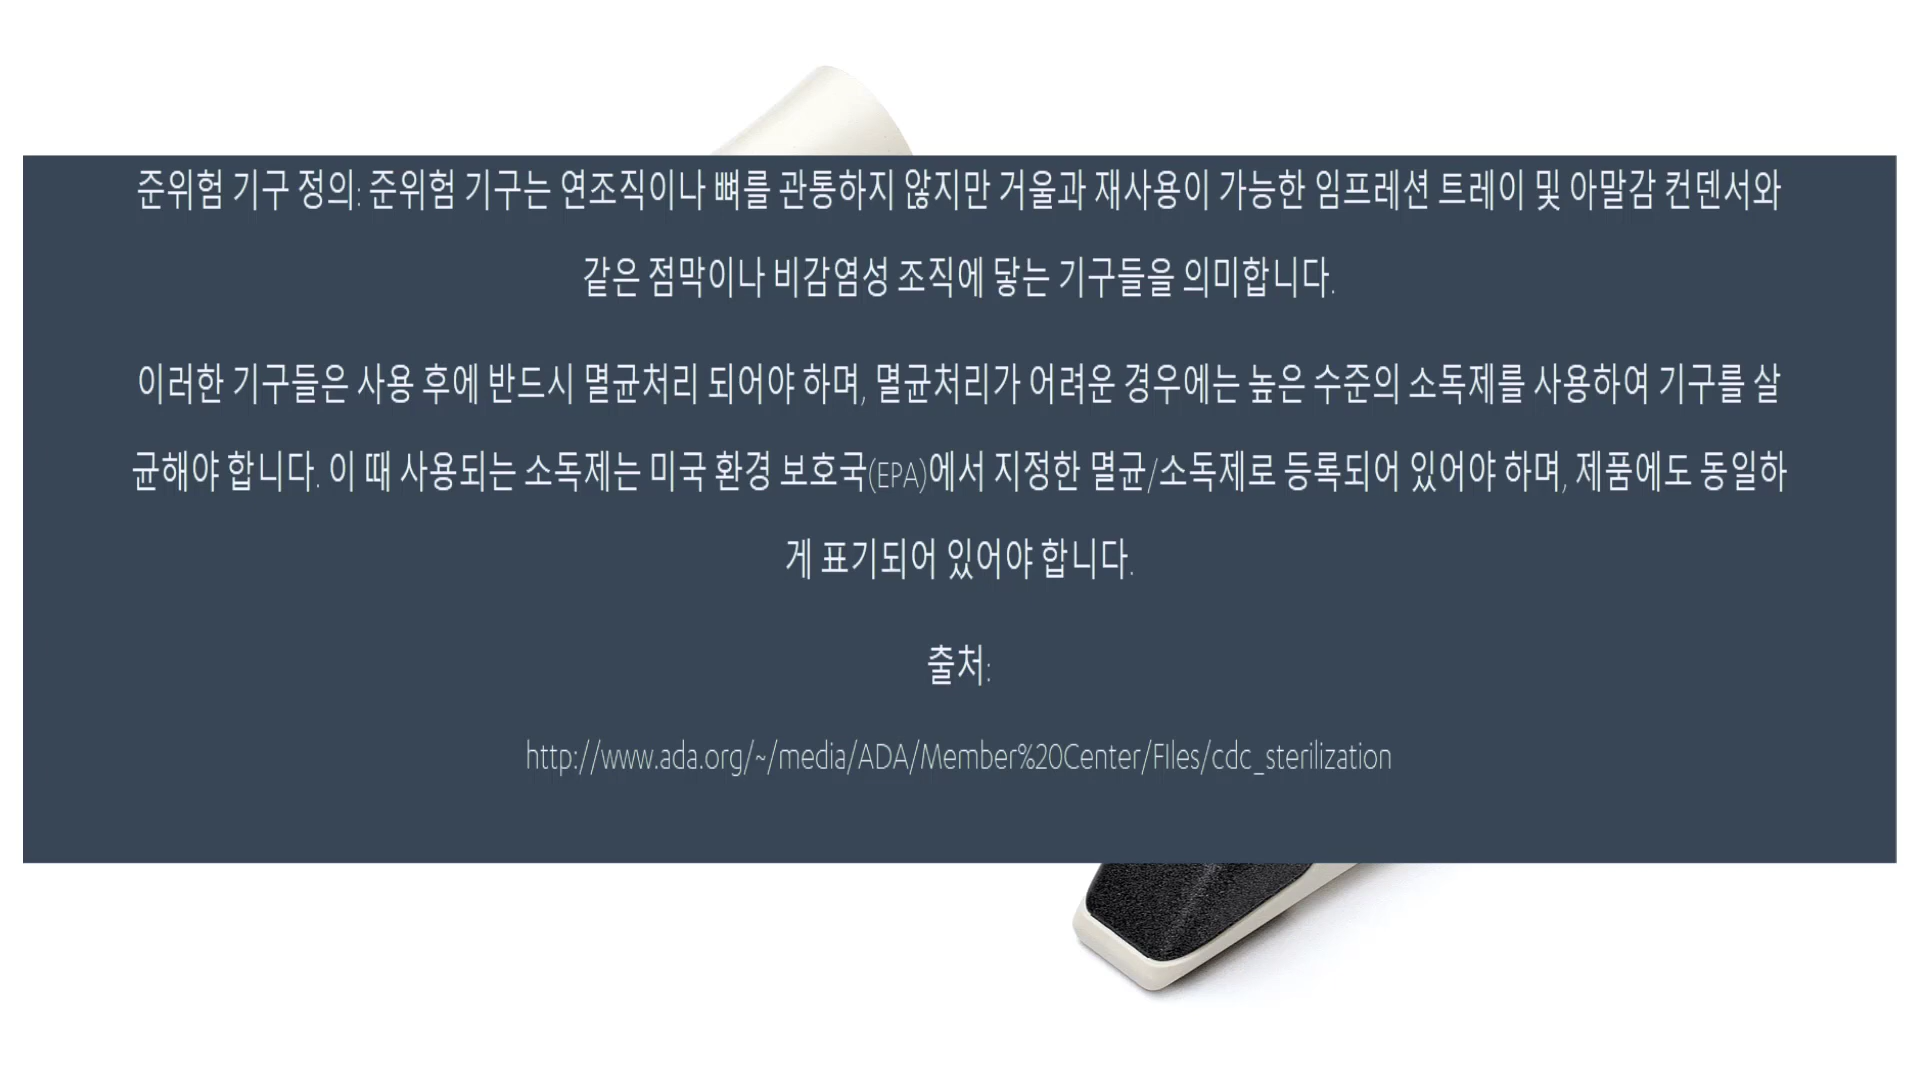 준위험 기구 정의: 준위험 기구는 연조직이나 뼈를 관통하지 않지만 거울과 재사용이 가능한 임프레션 트레이 및 아말감 컨덴서와
같은 점막이나 비감염성 조직에 닿는 기구들을 의미합니다.
이러한 기구들은 사용 후에 반드시 멸균처리 되어야 하며, 멸균처리가 어려운 경우에는 높은 수준의 소독제를 사용하여 기구를 살
균해야 합니다. 이 때 사용되는 소독제는 미국 환경 보호국(EPA)에서 지정한 멸균/소독제로 등록되어 있어야 하며, 제품에도 동일하
게 표기되어 있어야 합니다.
출처:
http://www.ada.org/~/media/ADA/Member%20Center/FIles/cdc_sterilization